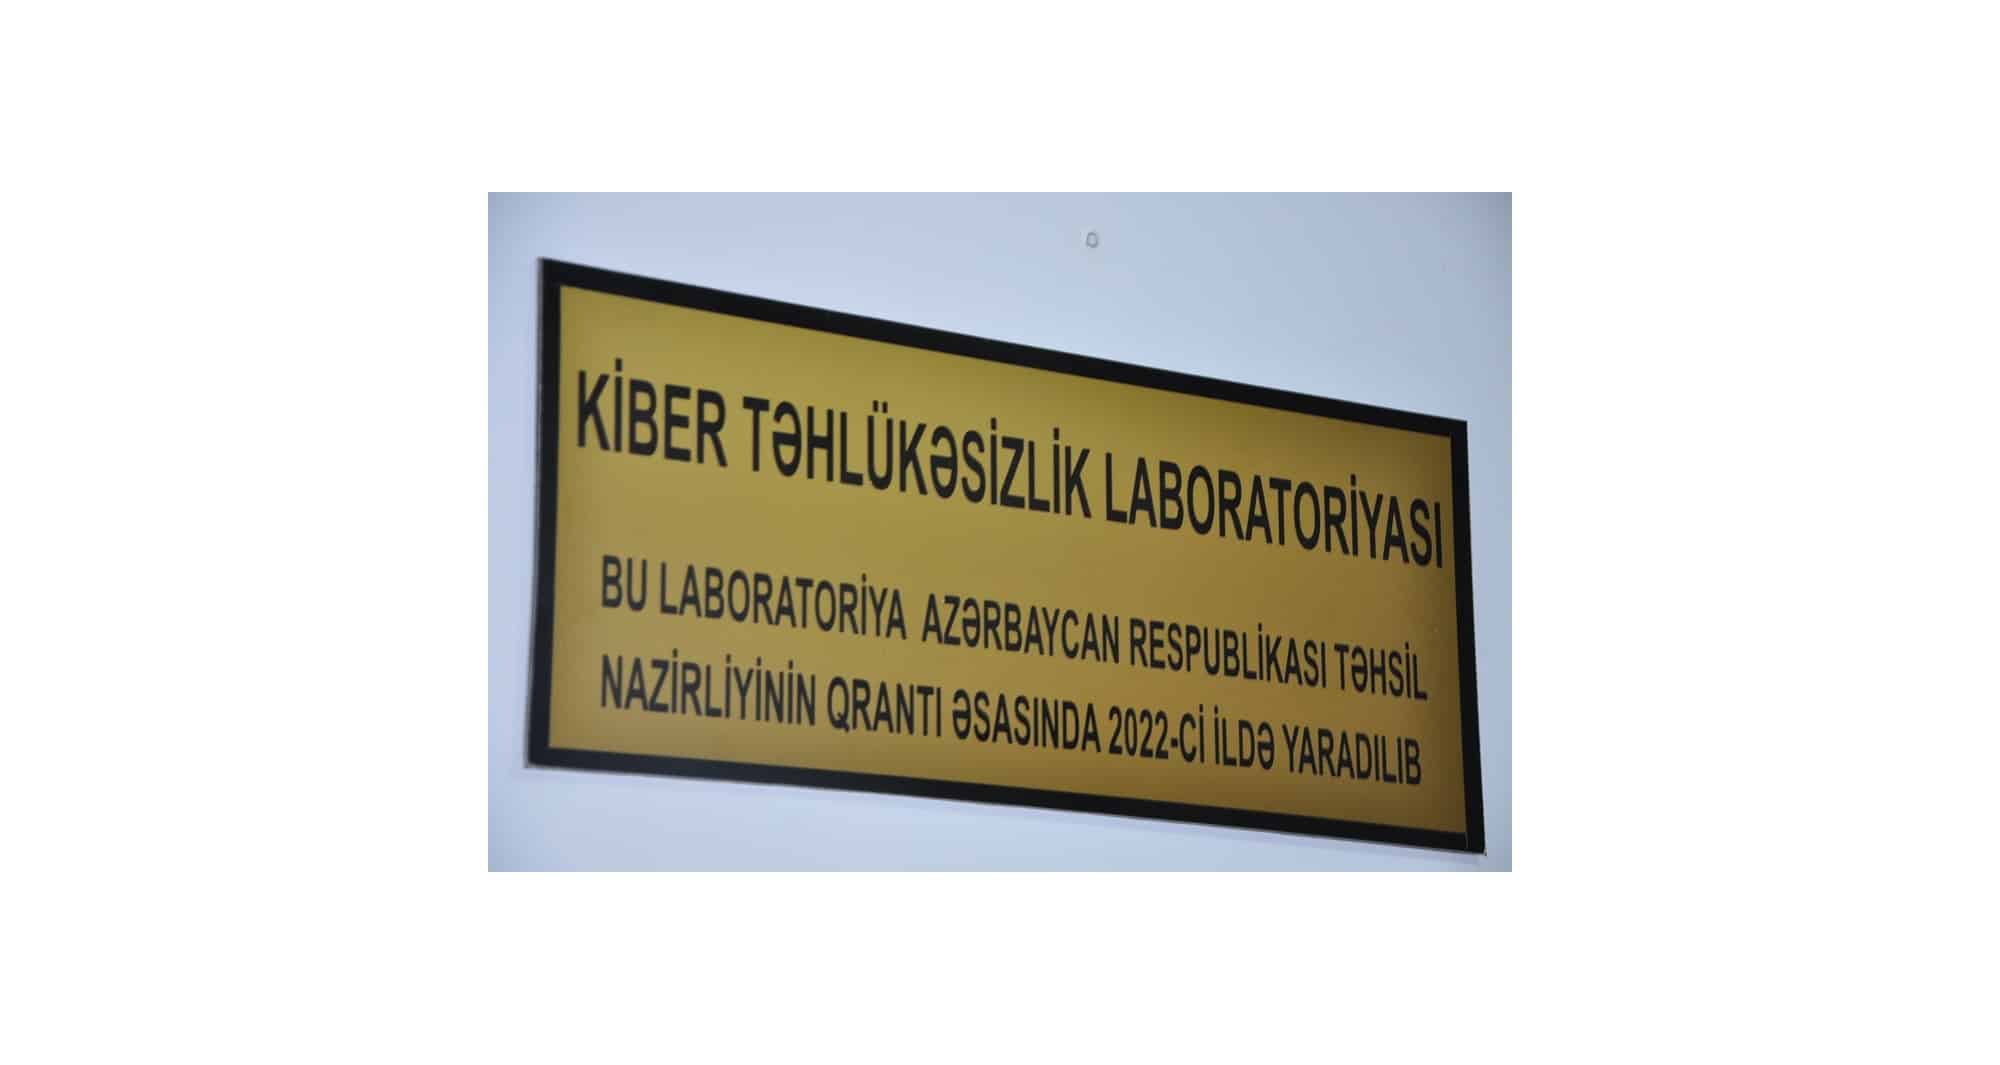 KİBER TƏHLÜKƏSİZLİK LABORATORİYASI
BU LABORATORİYA AZƏRBAYCAN RESPUBLİKASI TƏHSİL
NAZİRLİYİNİN QRANTI ƏSASINDA 2022-Cİ İLDƏ YARADILIB